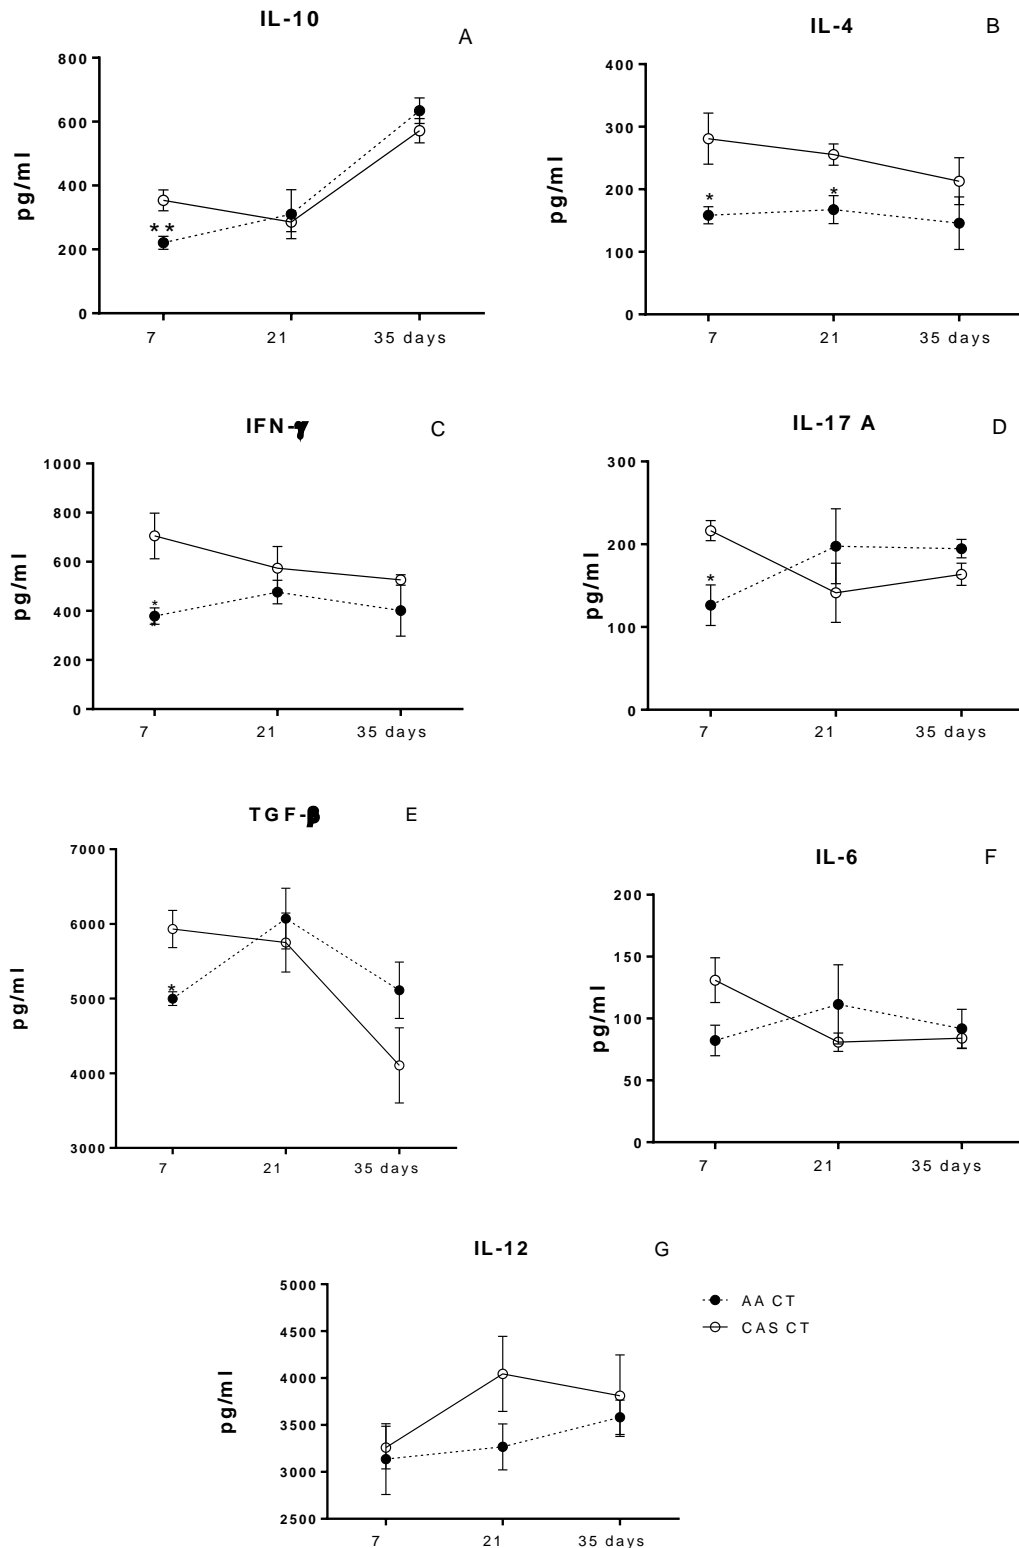 IL-10
A
800
600
400
200
0
pg/ml
**
7 21 35 days
IL-4
B
400
300
200
100
0
pg/ml
* *
7 21 35 days
IFN-γ
C
1000
800
600
400
200
0
pg/ml
*
*
7 21 35 days
IL-17 A
D
300
200
100
0
pg/ml
*
7 21 35 days
TGF-β
E
7000
6000
5000
4000
3000
pg/ml
*
7 21 35 days
IL-6
F
200
150
100
50
0
pg/ml
7 21 35 days
IL-12
G
5000
4500
4000
3500
3000
2500
pg/ml
7 21 35 days
AA CT
CAS CT